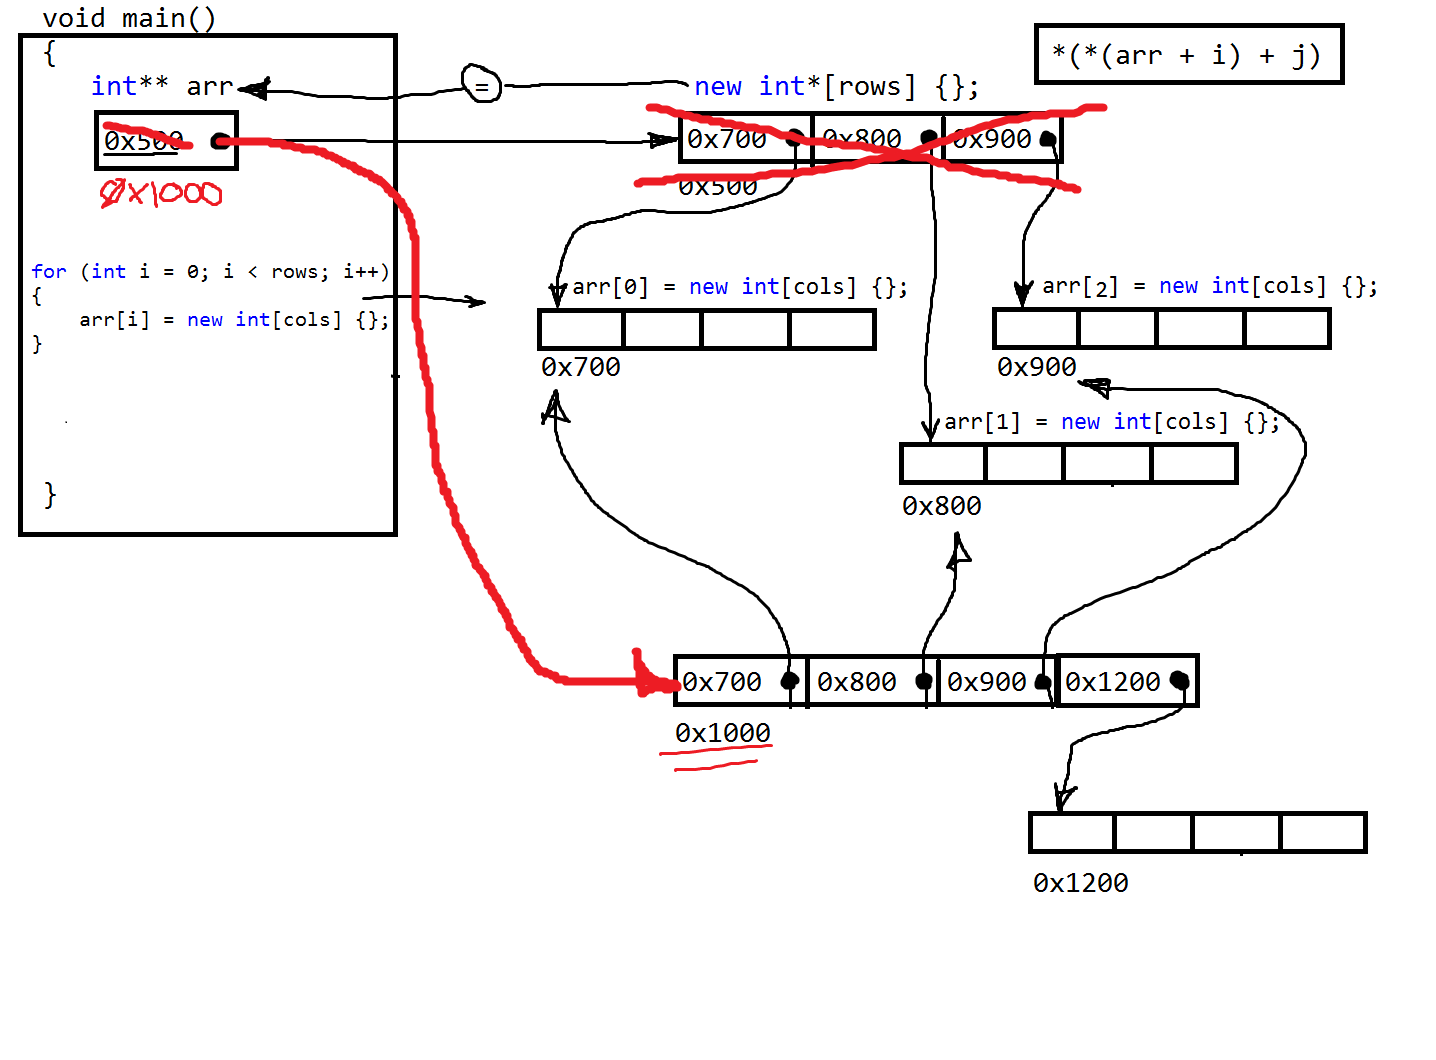 void main()
{
int** arr
=
new int*[rows] {};
*(*(arr + i) + j)
0x500
0x1000
0x700 0x800 0x900
0x500
for (int i = 0; i < rows; i++)
{
arr[i] = new int[cols] {};
}
}
arr[0] = new int[cols] {};
0x700
arr[2] = new int[cols] {};
0x900
arr[1] = new int[cols] {};
0x800
0x700 0x800 0x900 0x1200
0x1000
0x1200